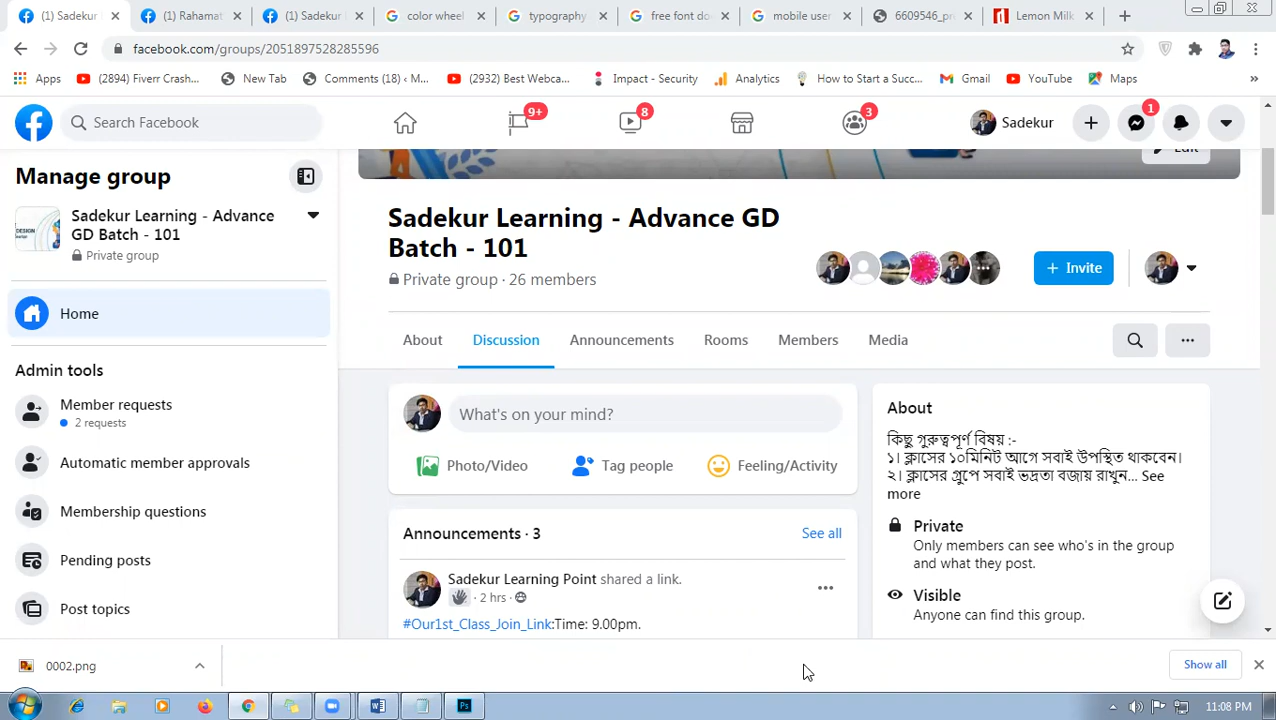 (1) Sadekur
(1) Rahamat
(1) Sadekur
color wheel
typography
free font do
mobile user
6609546_pr
Lemon Milk
facebook.com/groups/2051897528285596
Apps
(2894) Fiverr Crash...
New Tab
Comments (18) ‹ M...
(2932) Best Webca...
Impact - Security
Analytics
How to Start a Succ...
Gmail
YouTube
Maps
»
Search Facebook
9+
8
3
Sadekur
1
Manage group
Edit
Sadekur Learning - Advance
GD Batch - 101
Private group
Sadekur Learning - Advance GD
Batch - 101
Private group · 26 members
+ Invite
Home
About
Discussion
Announcements
Rooms
Members
Media
Admin tools
Member requests
2 requests
Automatic member approvals
Membership questions
Pending posts
Post topics
What's on your mind?
Photo/Video
Tag people
Feeling/Activity
Announcements · 3
See all
Sadekur Learning Point shared a link.
· 2 hrs ·
#Our1st_Class_Join_Link:Time: 9.00pm.
About
কিছু গুরুত্বপূর্ণ বিষয় :-
১। ক্লাসের ১০মিনিট আগে সবাই উপস্থিত থাকবেন।
২। ক্লাসের গ্রুপে সবাই ভদ্রতা বজায় রাখুন... See
more
Private
Only members can see who's in the group
and what they post.
Visible
Anyone can find this group.
0002.png
Show all
11:08 PM